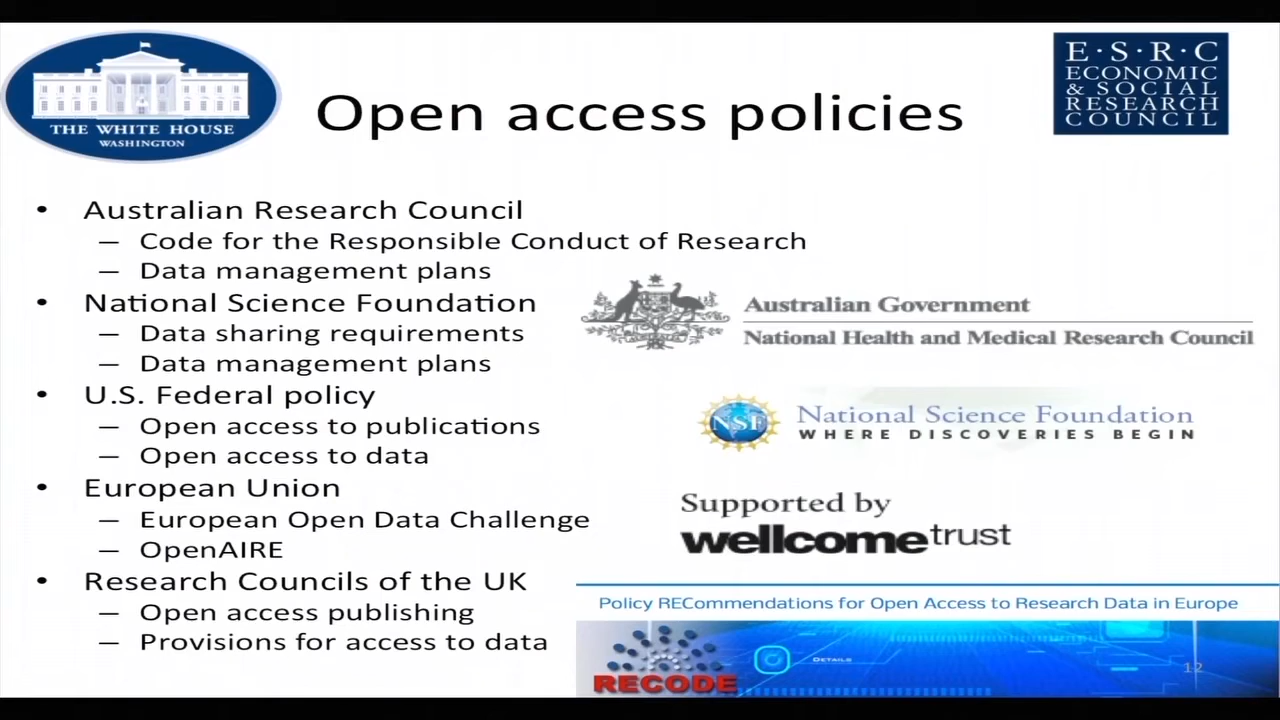 THE WHITE HOUSE
WASHINGTON
Open access policies
E·S·R·C
ECONOMIC
& SOCIAL
RESEARCH
COUNCIL
• Australian Research Council
– Code for the Responsible Conduct of Research
– Data management plans
• National Science Foundation
– Data sharing requirements
– Data management plans
• U.S. Federal policy
– Open access to publications
– Open access to data
• European Union
– European Open Data Challenge
– OpenAIRE
• Research Councils of the UK
– Open access publishing
– Provisions for access to data
Australian Government
National Health and Medical Research Council
NSF
National Science Foundation
WHERE DISCOVERIES BEGIN
Supported by
wellcometrust
Policy RECommendations for Open Access to Research Data in Europe
RECODE
DETAILS
12